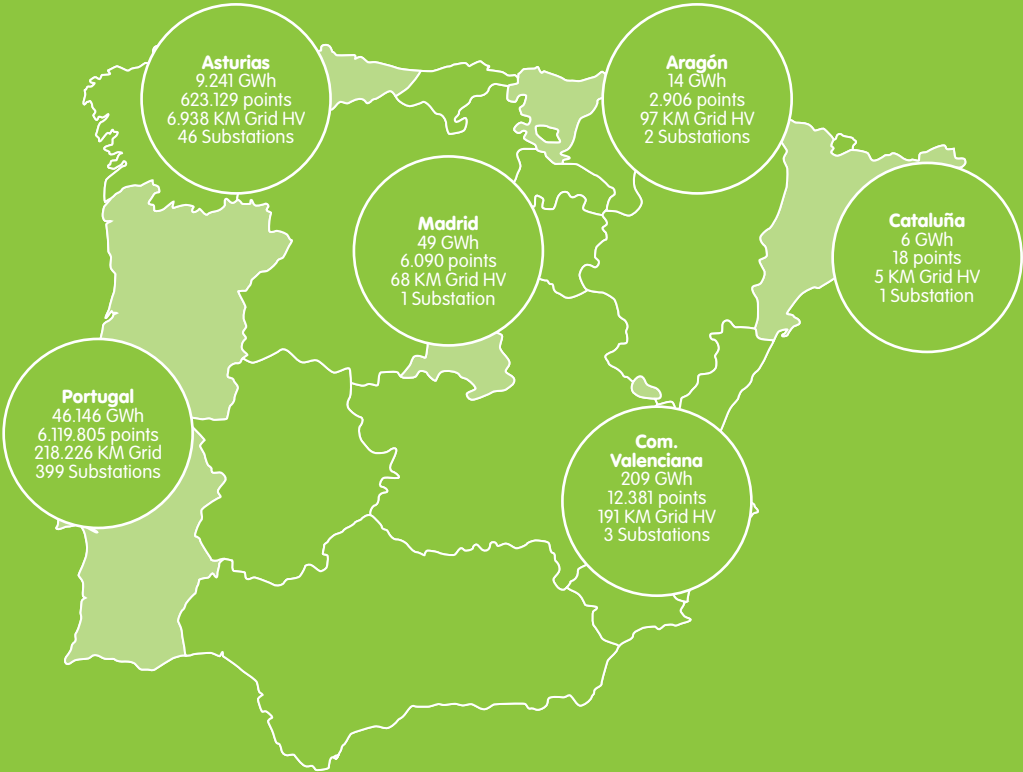 Asturias
9.241 GWh
623.129 points
6.938 KM Grid HV
46 Substations
Aragón
14 GWh
2.906 points
97 KM Grid HV
2 Substations
Madrid
49 GWh
6.090 points
68 KM Grid HV
1 Substation
Cataluña
6 GWh
18 points
5 KM Grid HV
1 Substation
Portugal
46.146 GWh
6.119.805 points
218.226 KM Grid
399 Substations
Com.
Valenciana
209 GWh
12.381 points
191 KM Grid HV
3 Substations